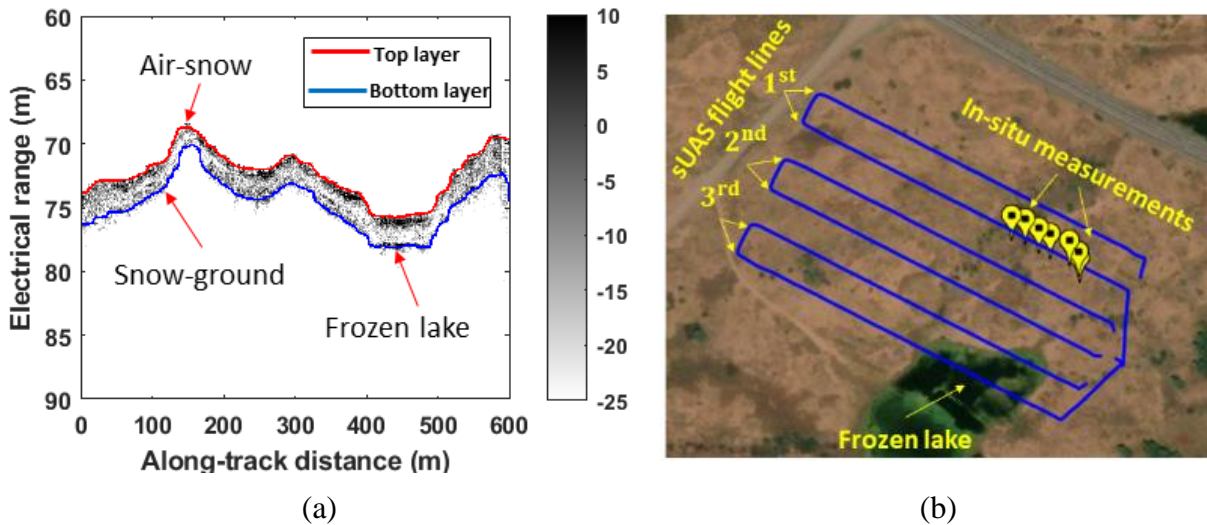 60
65
70
75
80
85
90
Electrical range (m)
0
100
200
300
400
500
600
Along-track distance (m)
Top layer
Bottom layer
Air-snow
Snow-ground
Frozen lake
10
5
0
-5
-10
-15
-20
-25
(a)
sUAS flight lines
1st
2nd
3rd
In-situ measurements
Frozen lake
(b)